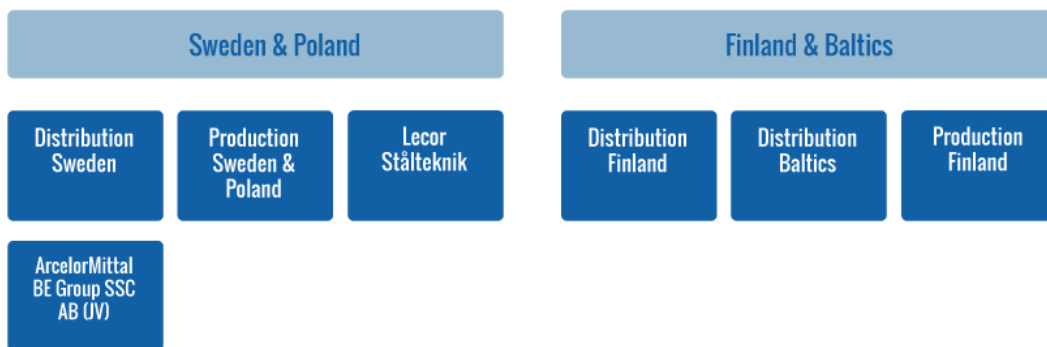 Sweden & Poland
Finland & Baltics
Distribution
Sweden
Production
Sweden &
Poland
Lecor
Stålteknik
Distribution
Finland
Distribution
Baltics
Production
Finland
ArcelorMittal
BE Group SSC
AB (JV)